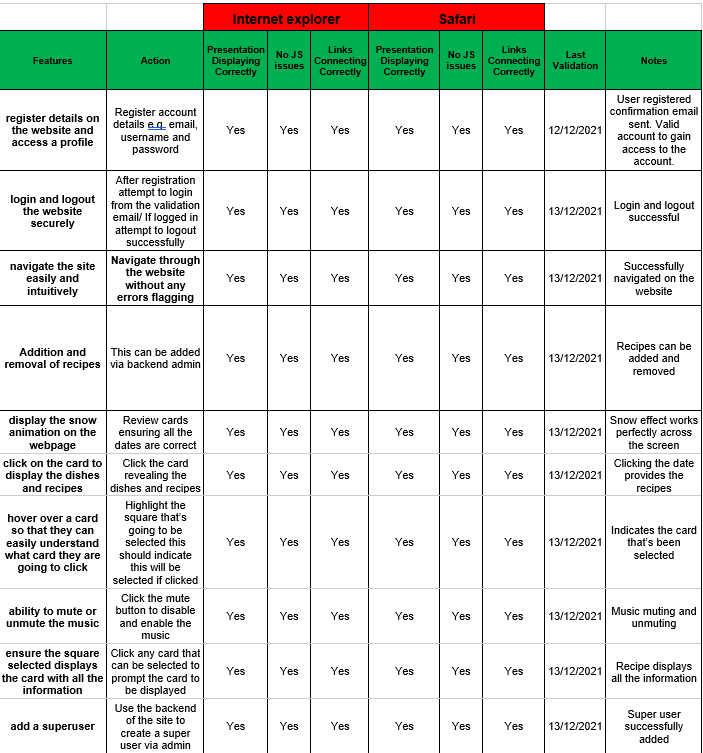 Internet explorer Safari
Features Action Presentation Displaying Correctly No JS issues Links Connecting Correctly Presentation Displaying Correctly No JS issues Links Connecting Correctly Last Validation Notes
register details on the website and access a profile Register account details e.g. email, username and password Yes Yes Yes Yes Yes Yes 12/12/2021 User registered confirmation email sent. Valid account to gain access to the account.
login and logout the website securely After registration attempt to login from the validation email/ If logged in attempt to logout successfully Yes Yes Yes Yes Yes Yes 13/12/2021 Login and logout successful
navigate the site easily and intuitively Navigate through the website without any errors flagging Yes Yes Yes Yes Yes Yes 13/12/2021 Successfully navigated on the website
Addition and removal of recipes This can be added via backend admin Yes Yes Yes Yes Yes Yes 13/12/2021 Recipes can be added and removed
display the snow animation on the webpage Review cards ensuring all the dates are correct Yes Yes Yes Yes Yes Yes 13/12/2021 Snow effect works perfectly across the screen
click on the card to display the dishes and recipes Click the card revealing the dishes and recipes Yes Yes Yes Yes Yes Yes 13/12/2021 Clicking the date provides the recipes
hover over a card so that they can easily understand what card they are going to click Highlight the square that's going to be selected this should indicate this will be selected if clicked Yes Yes Yes Yes Yes Yes 13/12/2021 Indicates the card that's been selected
ability to mute or unmute the music Click the mute button to disable and enable the music Yes Yes Yes Yes Yes Yes 13/12/2021 Music muting and unmuting
ensure the square selected displays the card with all the information Click any card that can be selected to prompt the card to be displayed Yes Yes Yes Yes Yes Yes 13/12/2021 Recipe displays all the information
add a superuser Use the backend of the site to create a super user via admin Yes Yes Yes Yes Yes Yes 13/12/2021 Super user successfully added